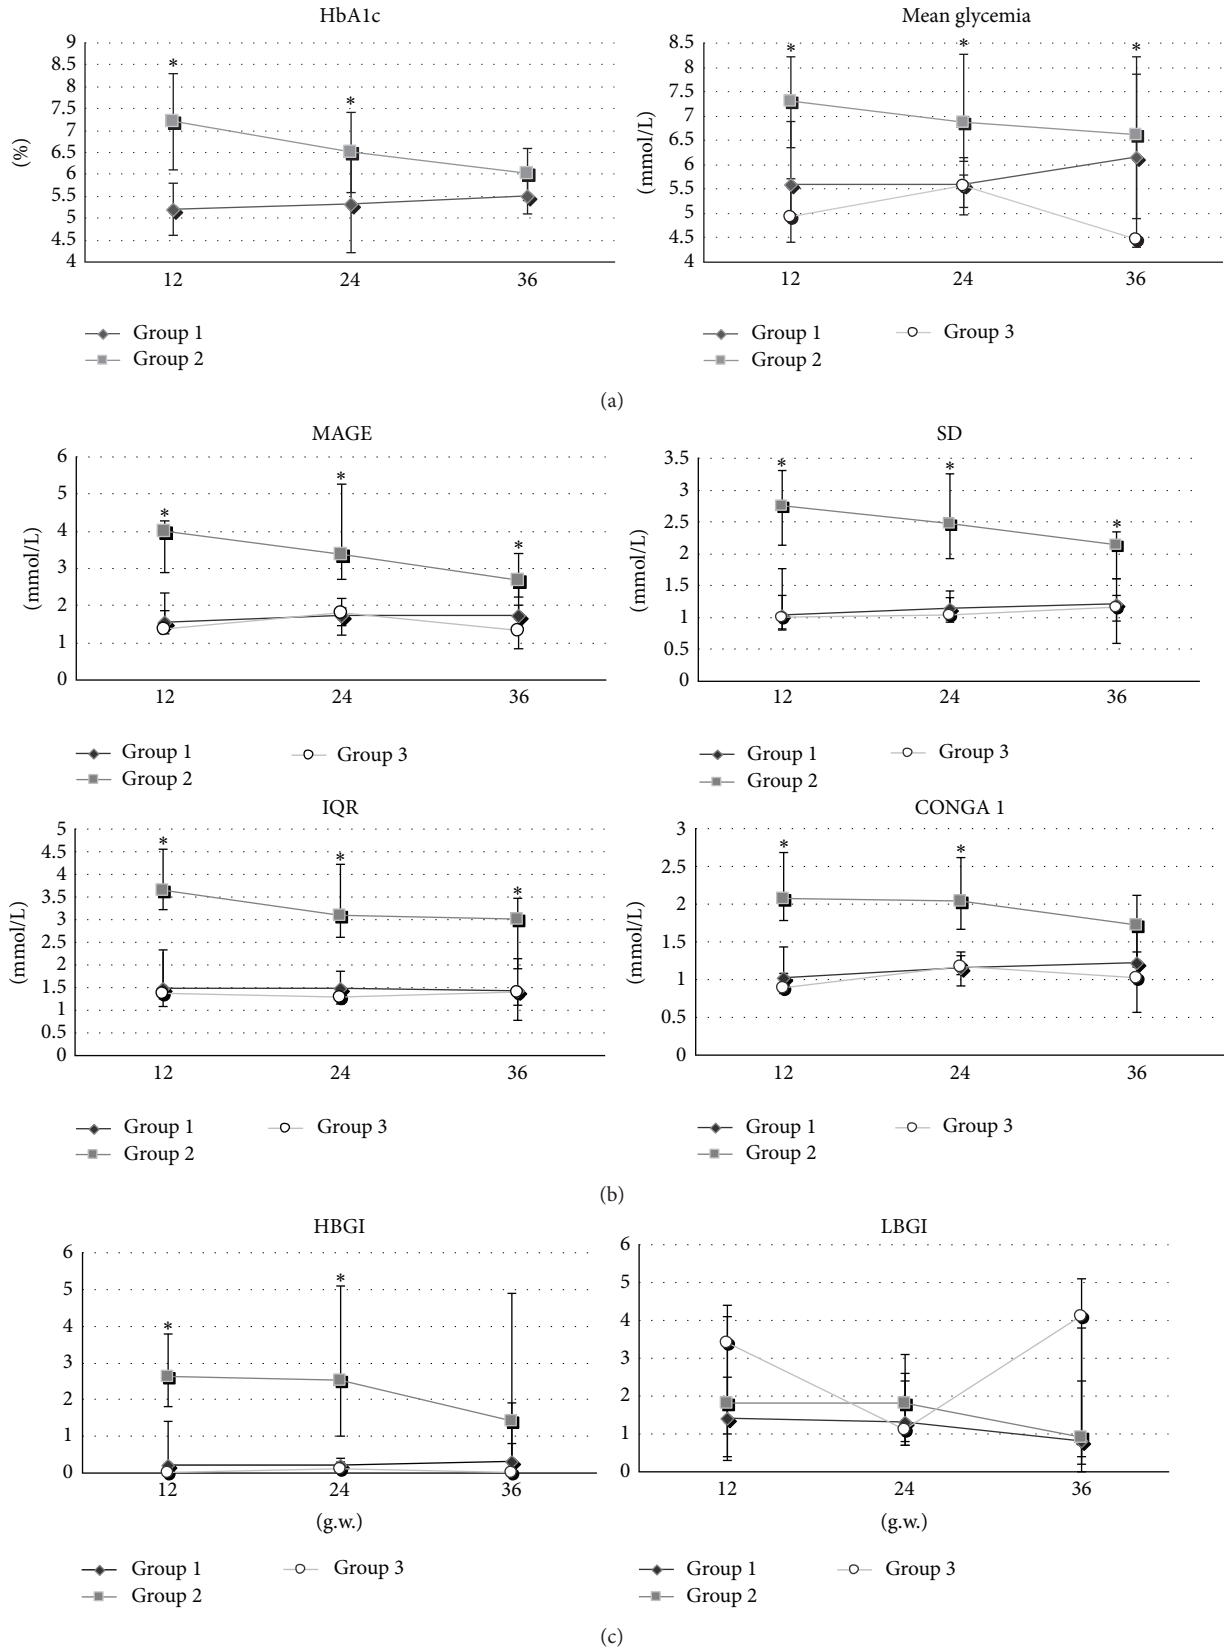 HbA1c
(%)
9
8.5
8
7.5
7
6.5
6
5.5
5
4.5
4
*
*
12 24 36
Group 1
Group 2
Mean glycemia
(mmol/L)
8.5
8
7.5
7
6.5
6
5.5
5
4.5
4
*
*
*
12 24 36
Group 1 Group 3
Group 2
(a)
MAGE
(mmol/L)
6
5
4
3
2
1
0
*
*
*
12 24 36
Group 1 Group 3
Group 2
SD
(mmol/L)
3.5
3
2.5
2
1.5
1
0.5
0
*
*
*
12 24 36
Group 1 Group 3
Group 2
IQR
(mmol/L)
5
4.5
4
3.5
3
2.5
2
1.5
1
0.5
0
*
*
*
12 24 36
Group 1 Group 3
Group 2
CONGA 1
(mmol/L)
3
2.5
2
1.5
1
0.5
0
*
*
12 24 36
Group 1 Group 3
Group 2
(b)
HBGI
6
5
4
3
2
1
0
*
*
12 24 36
(g.w.)
Group 1 Group 3
Group 2
LBGI
6
5
4
3
2
1
0
12 24 36
(g.w.)
Group 1 Group 3
Group 2
(c)